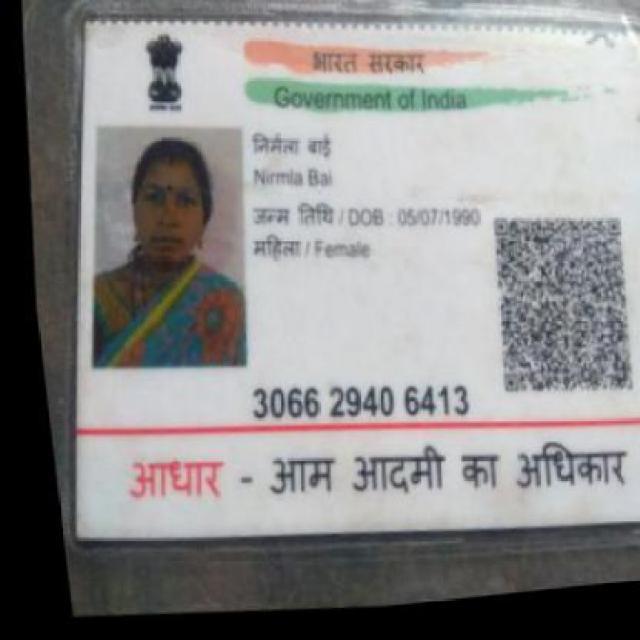 भारत सरकार
Government of India
निर्मला बाई
Nirmla Bai
जन्म तिथि / DOB : 05/07/1990
महिला / Female
3066 2940 6413
आधार - आम आदमी का अधिकार